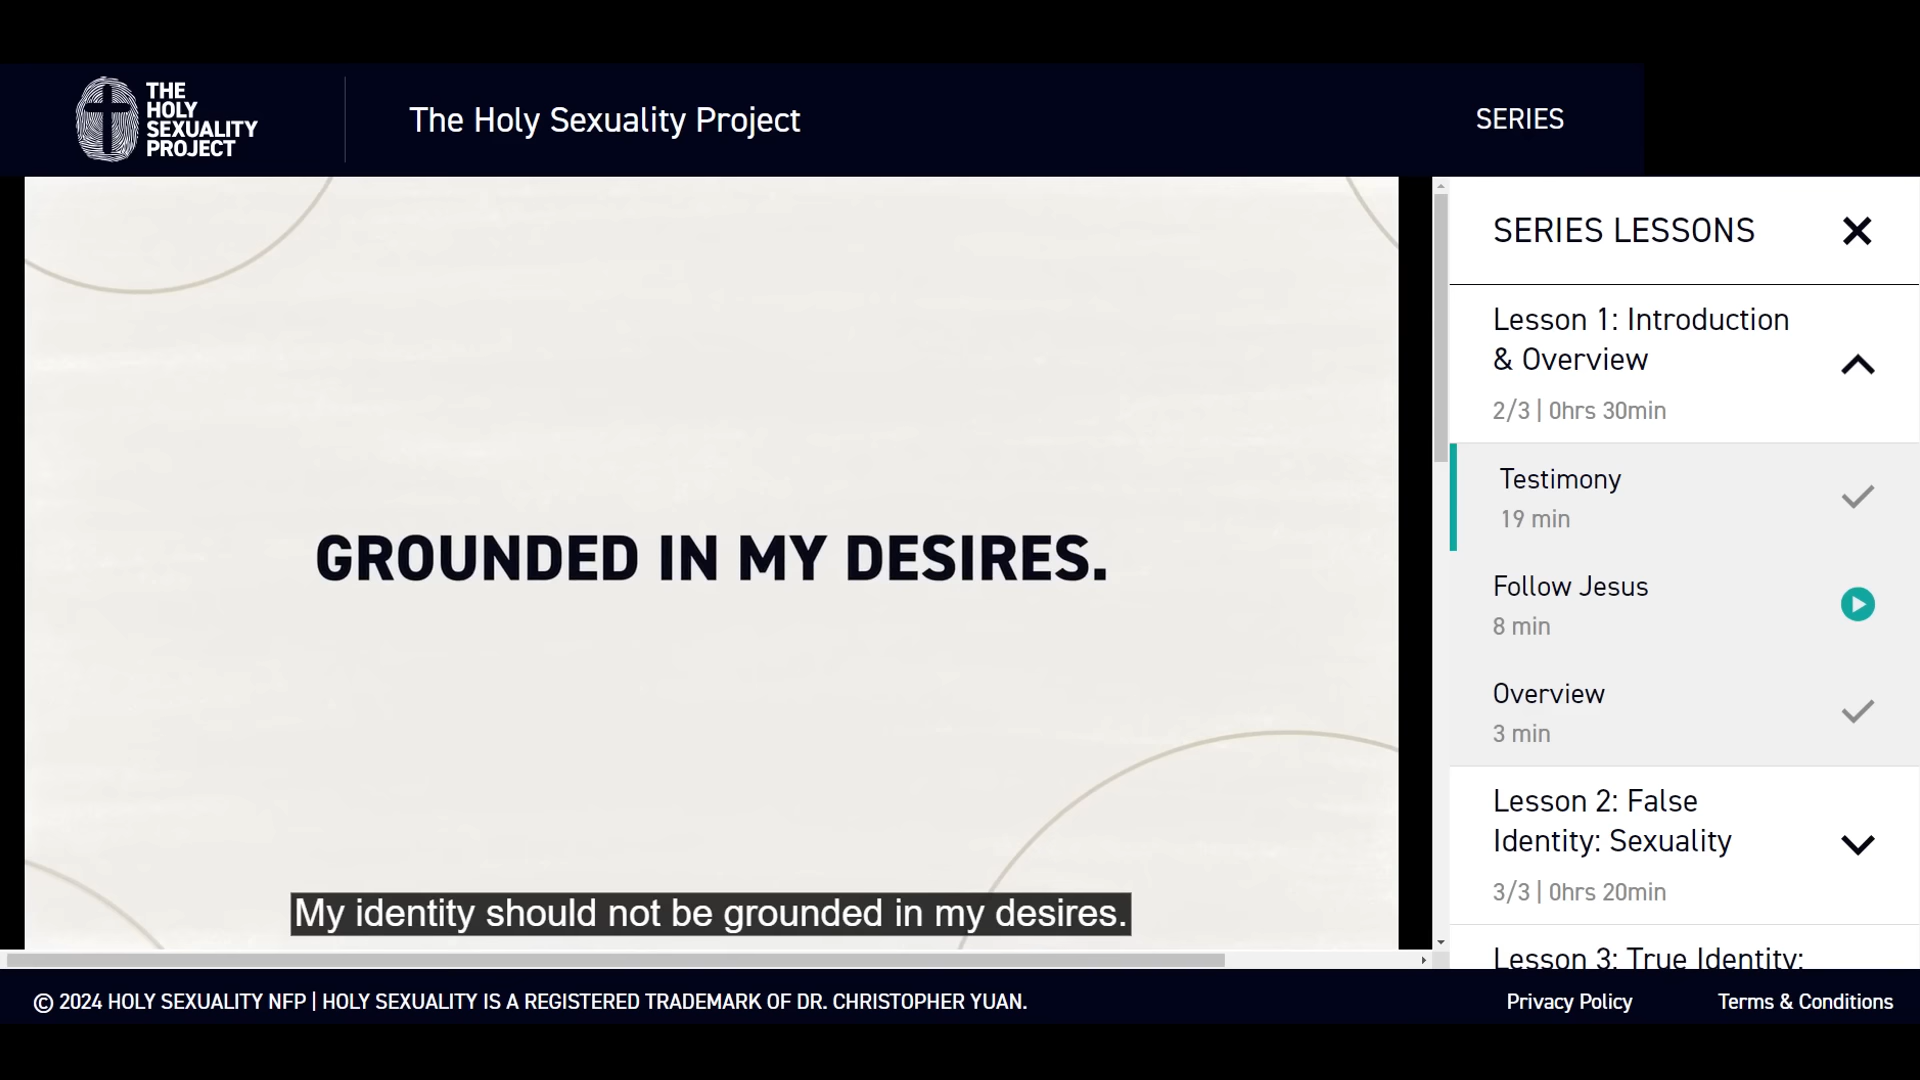 THE
HOLY
SEXUALITY
PROJECT
The Holy Sexuality Project
SERIES
GROUNDED IN MY DESIRES.
My identity should not be grounded in my desires.
SERIES LESSONS
Lesson 1: Introduction
& Overview
2/3 | 0hrs 30min
Testimony
19 min
Follow Jesus
8 min
Overview
3 min
Lesson 2: False
Identity: Sexuality
3/3 | 0hrs 20min
Lesson 3: True Identity:
© 2024 HOLY SEXUALITY NFP | HOLY SEXUALITY IS A REGISTERED TRADEMARK OF DR. CHRISTOPHER YUAN.
Privacy Policy
Terms & Conditions